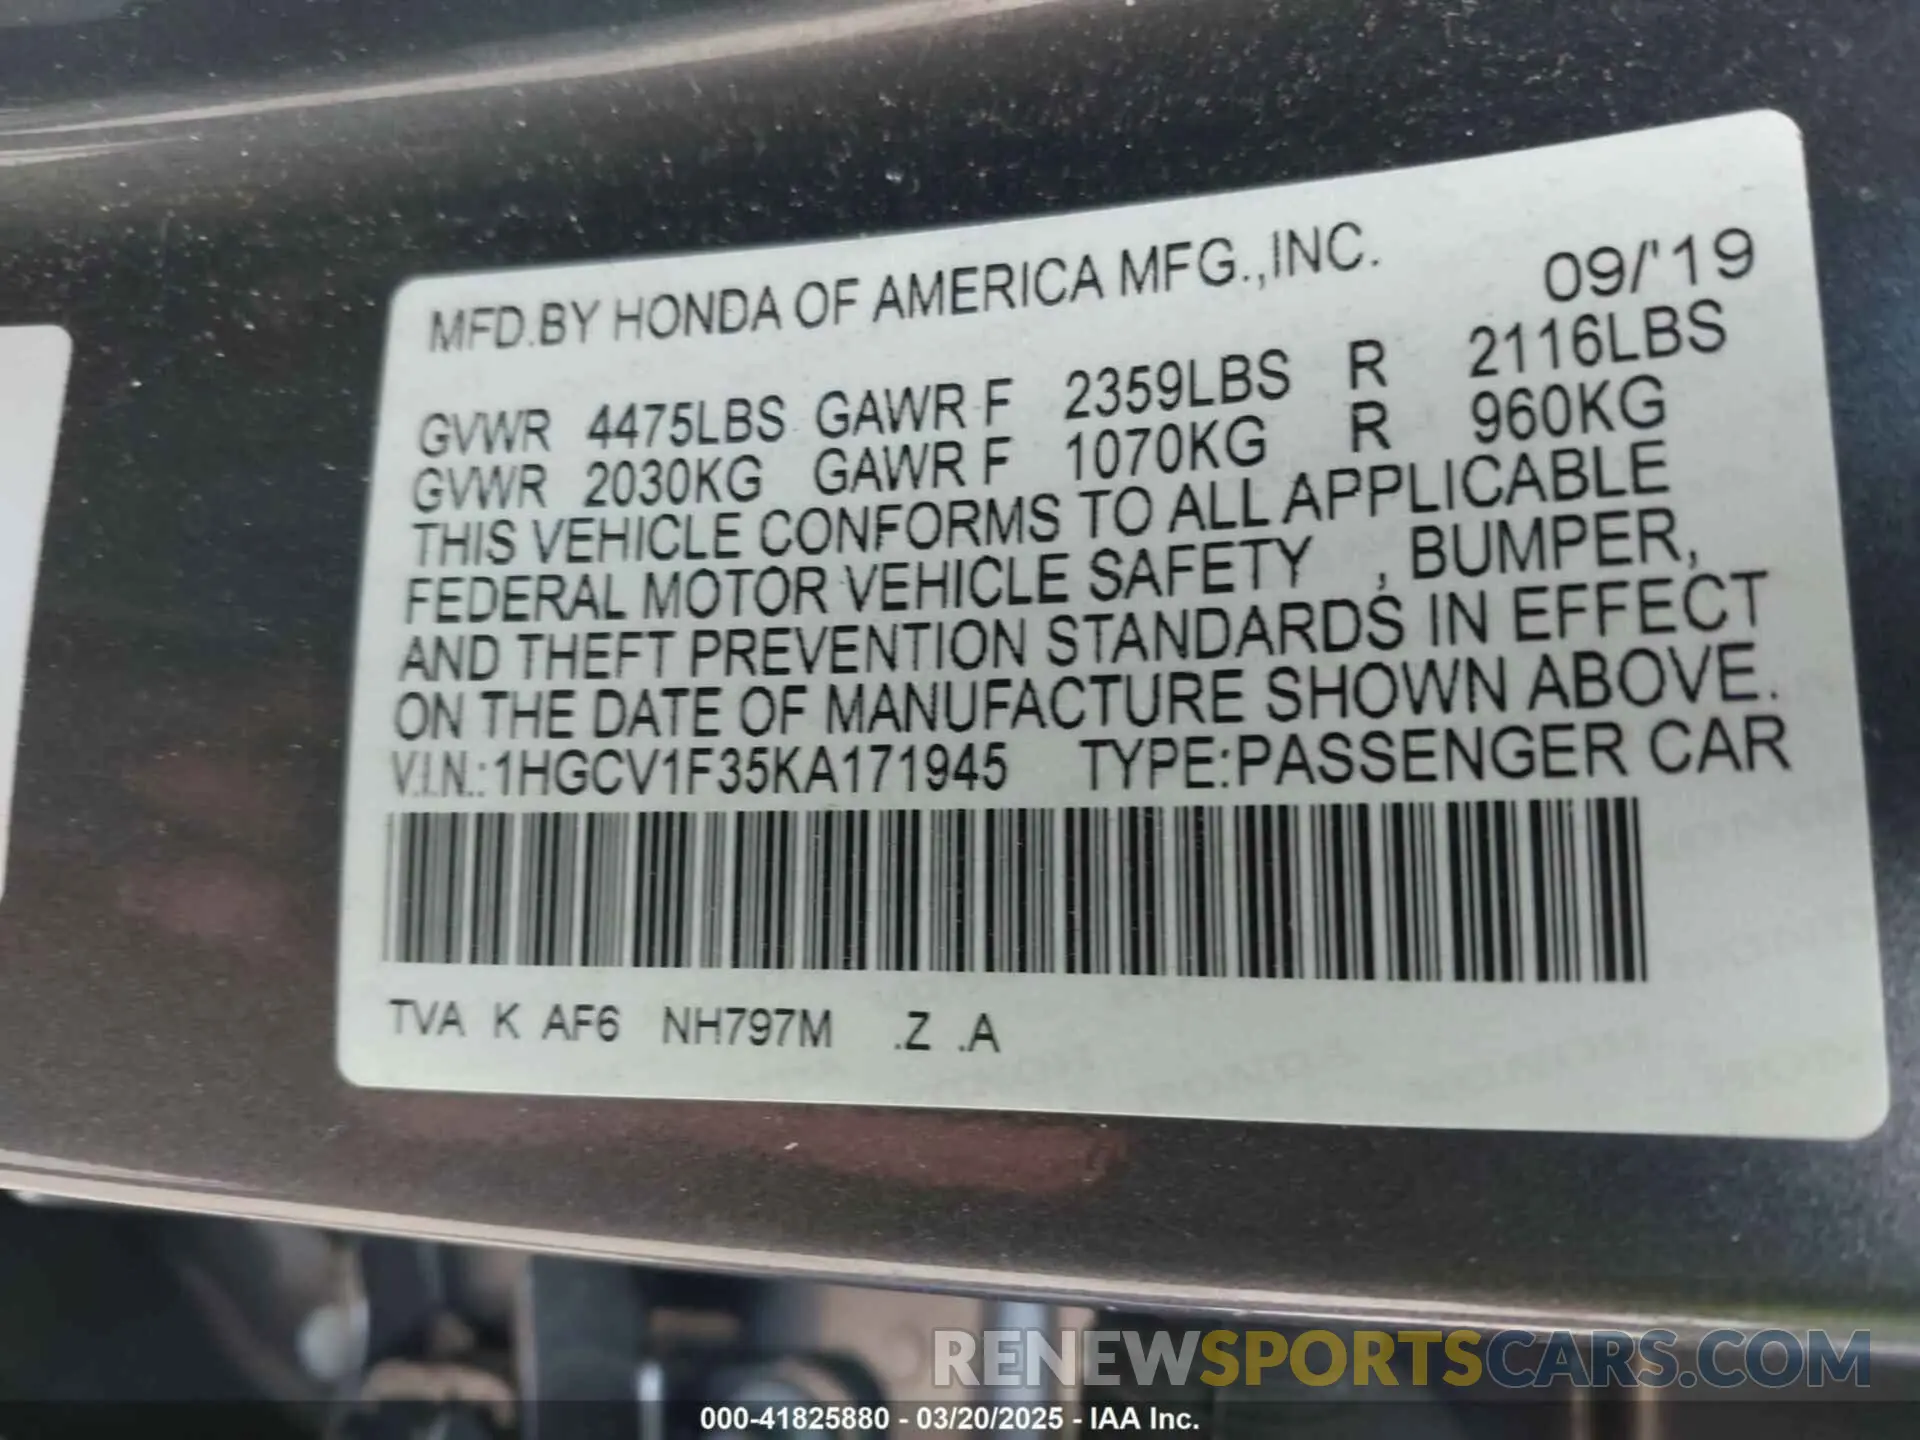 MFD.BY HONDA OF AMERICA MFG.,INC. 09/'19
GVWR 4475LBS GAWR F 2359LBS R 2116LBS
GVWR 2030KG GAWR F 1070KG R 960KG
THIS VEHICLE CONFORMS TO ALL APPLICABLE
FEDERAL MOTOR VEHICLE SAFETY , BUMPER,
AND THEFT PREVENTION STANDARDS IN EFFECT
ON THE DATE OF MANUFACTURE SHOWN ABOVE.
V.I.N.:1HGCV1F35KA171945 TYPE:PASSENGER CAR
TVA K AF6 NH797M .Z .A
RENEWSPORTSCARS.COM
000-41825880 - 03/20/2025 - IAA Inc.